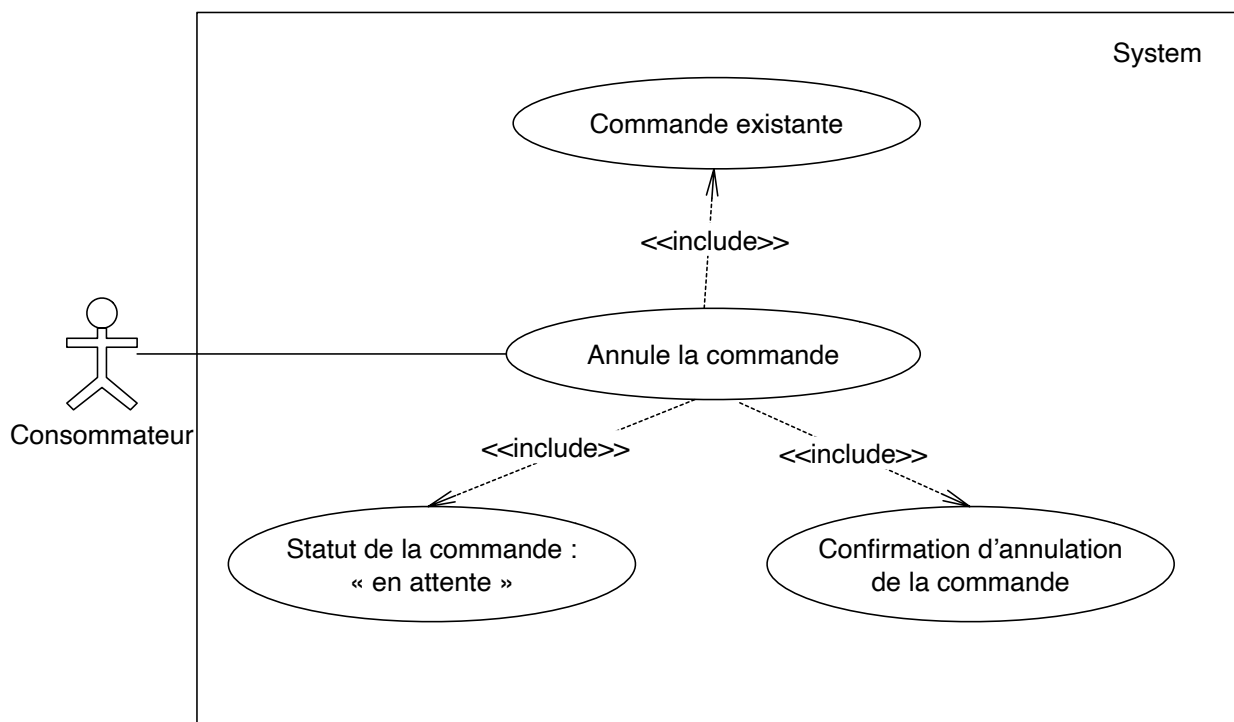 System
Commande existante
<<include>>
Annule la commande
Consommateur
<<include>>
<<include>>
Statut de la commande :
« en attente »
Confirmation d’annulation
de la commande